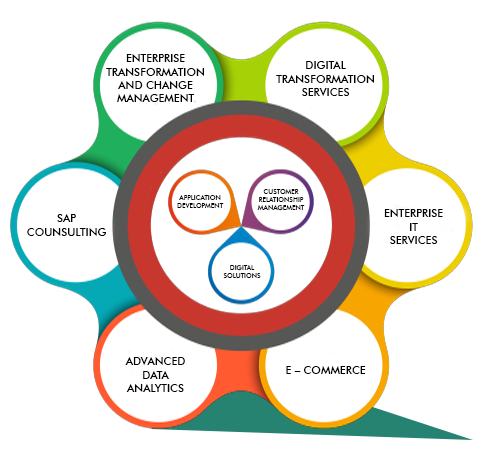 ENTERPRISE
TRANSFORMATION
AND CHANGE
MANAGEMENT
DIGITAL
TRANSFORMATION
SERVICES
SAP
COUNSULTING
APPLICATION
DEVELOPMENT
CUSTOMER
RELATIONSHIP
MANAGEMENT
DIGITAL
SOLUTIONS
ENTERPRISE
IT
SERVICES
ADVANCED
DATA
ANALYTICS
E – COMMERCE